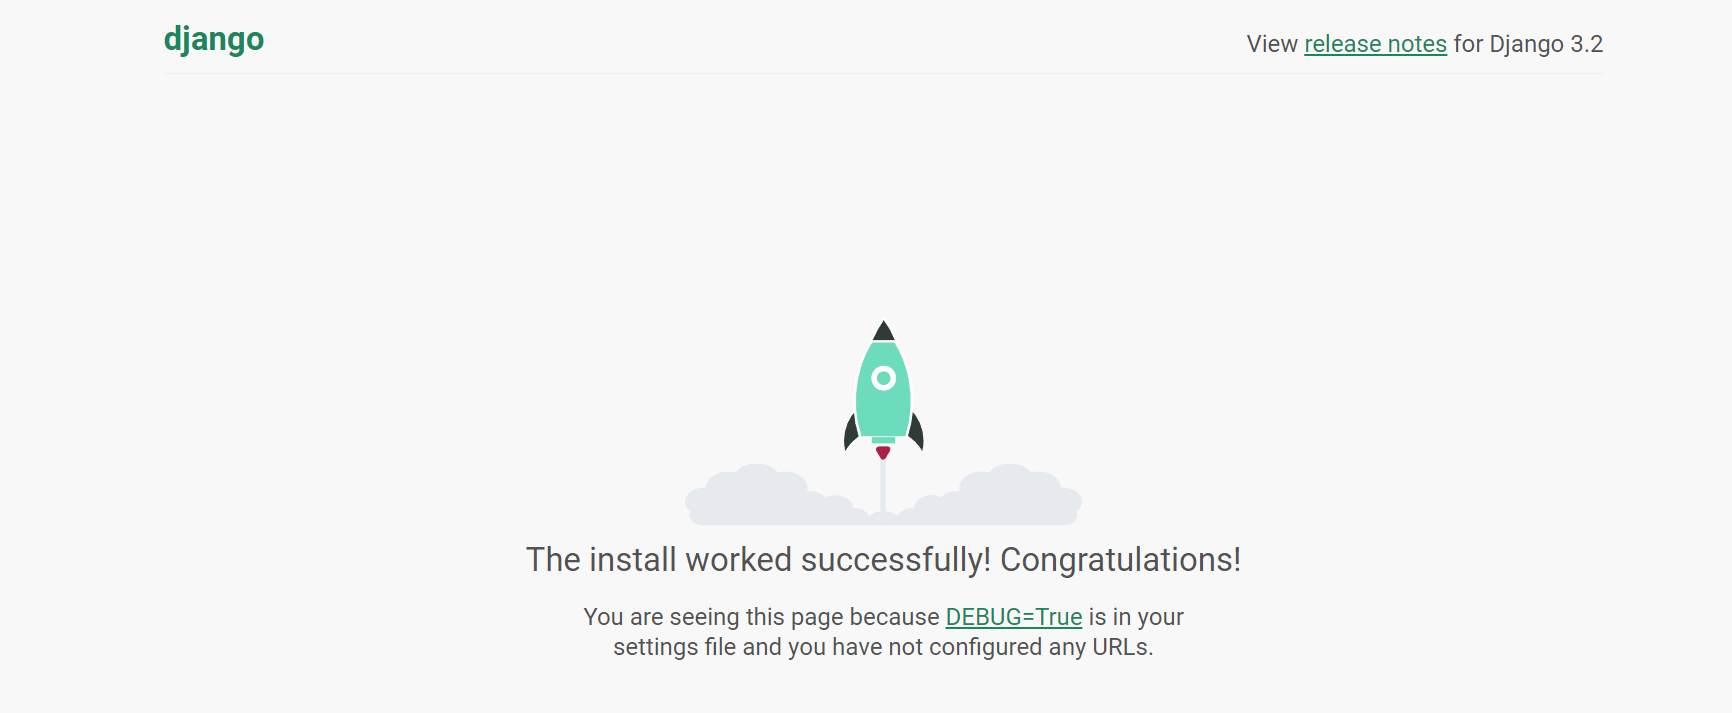 django
View release notes for Django 3.2
The install worked successfully! Congratulations!
You are seeing this page because DEBUG=True is in your
settings file and you have not configured any URLs.